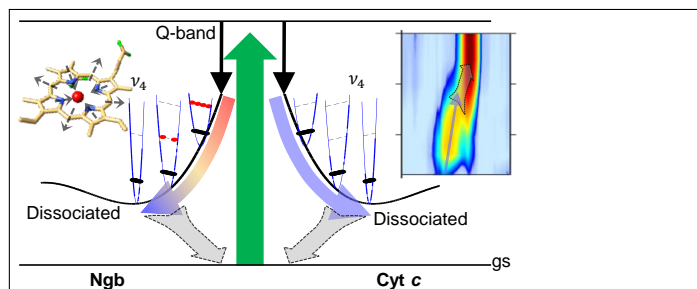 Q-band
ν₄
ν₄
Dissociated
Dissociated
gs
Ngb
Cyt c